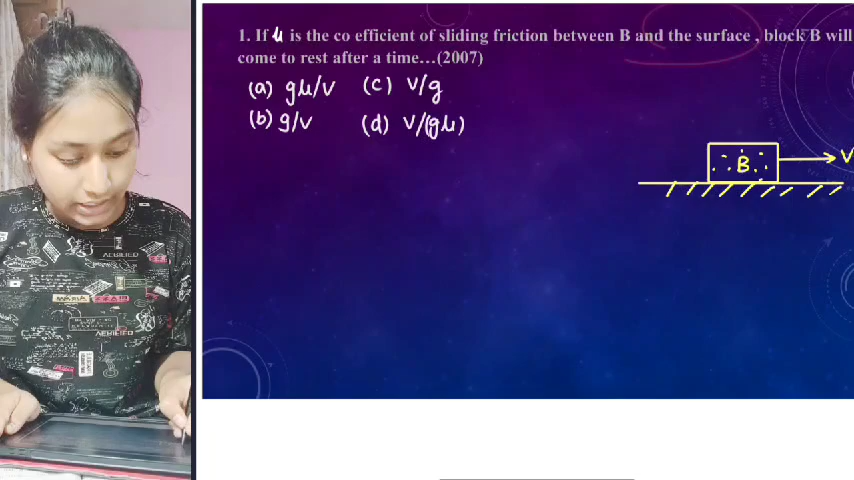 1. If μ is the co efficient of sliding friction between B and the surface , block B will
come to rest after a time…(2007)
(a) gμ/v (c) v/g
(b) g/v (d) v/(gμ)
B
V